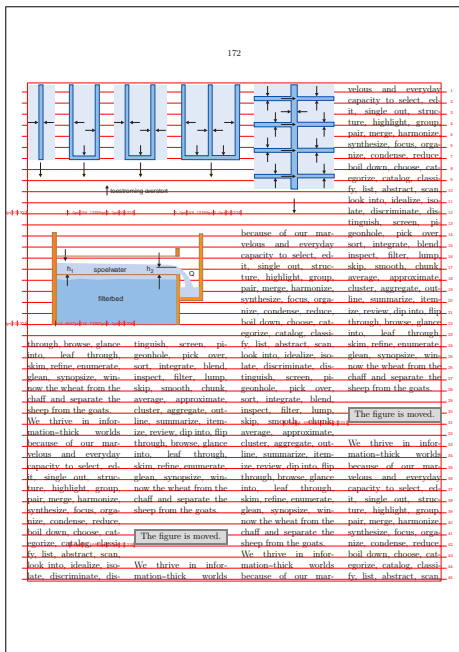 172
toestroming waterstort
h1
spoelwater
h2
Q
filterbed
through, browse, glance
into, leaf through,
skim, refine, enumerate,
glean, synopsize, win-
now the wheat from the
chaff and separate the
sheep from the goats.
We thrive in infor-
mation–thick worlds
because of our mar-
velous and everyday
capacity to select, ed-
it, single out, struc-
ture, highlight, group,
pair, merge, harmonize,
synthesize, focus, orga-
nize, condense, reduce,
boil down, choose, cat-
egorize, catalog, classi-
fy, list, abstract, scan,
look into, idealize, iso-
late, discriminate, dis-
tinguish, screen, pi-
geonhole, pick over,
sort, integrate, blend,
inspect, filter, lump,
skip, smooth, chunk,
average, approximate,
cluster, aggregate, out-
line, summarize, item-
ize, review, dip into, flip
through, browse, glance
into, leaf through,
skim, refine, enumerate,
glean, synopsize, win-
now the wheat from the
chaff and separate the
sheep from the goats.
The figure is moved.
We thrive in infor-
mation–thick worlds
because of our mar-
velous and everyday
capacity to select, ed-
it, single out, struc-
ture, highlight, group,
pair, merge, harmonize,
synthesize, focus, orga-
nize, condense, reduce,
boil down, choose, cat-
egorize, catalog, classi-
fy, list, abstract, scan,
look into, idealize, iso-
late, discriminate, dis-
tinguish, screen, pi-
geonhole, pick over,
sort, integrate, blend,
inspect, filter, lump,
skip, smooth, chunk,
average, approximate,
cluster, aggregate, out-
line, summarize, item-
ize, review, dip into, flip
through, browse, glance
into, leaf through,
skim, refine, enumerate,
glean, synopsize, win-
now the wheat from the
chaff and separate the
sheep from the goats.
We thrive in infor-
mation–thick worlds
because of our mar-
velous and everyday
capacity to select, ed-
it, single out, struc-
ture, highlight, group,
pair, merge, harmonize,
synthesize, focus, orga-
nize, condense, reduce,
boil down, choose, cat-
egorize, catalog, classi-
fy, list, abstract, scan,
look into, idealize, iso-
late, discriminate, dis-
tinguish, screen, pi-
geonhole, pick over,
sort, integrate, blend,
inspect, filter, lump,
skip, smooth, chunk,
average, approximate,
cluster, aggregate, out-
line, summarize, item-
ize, review, dip into, flip
through, browse, glance
into, leaf through,
skim, refine, enumerate,
glean, synopsize, win-
now the wheat from the
chaff and separate the
sheep from the goats.
The figure is moved.
We thrive in infor-
mation–thick worlds
because of our mar-
velous and everyday
capacity to select, ed-
it, single out, struc-
ture, highlight, group,
pair, merge, harmonize,
synthesize, focus, orga-
nize, condense, reduce,
boil down, choose, cat-
egorize, catalog, classi-
fy, list, abstract, scan,